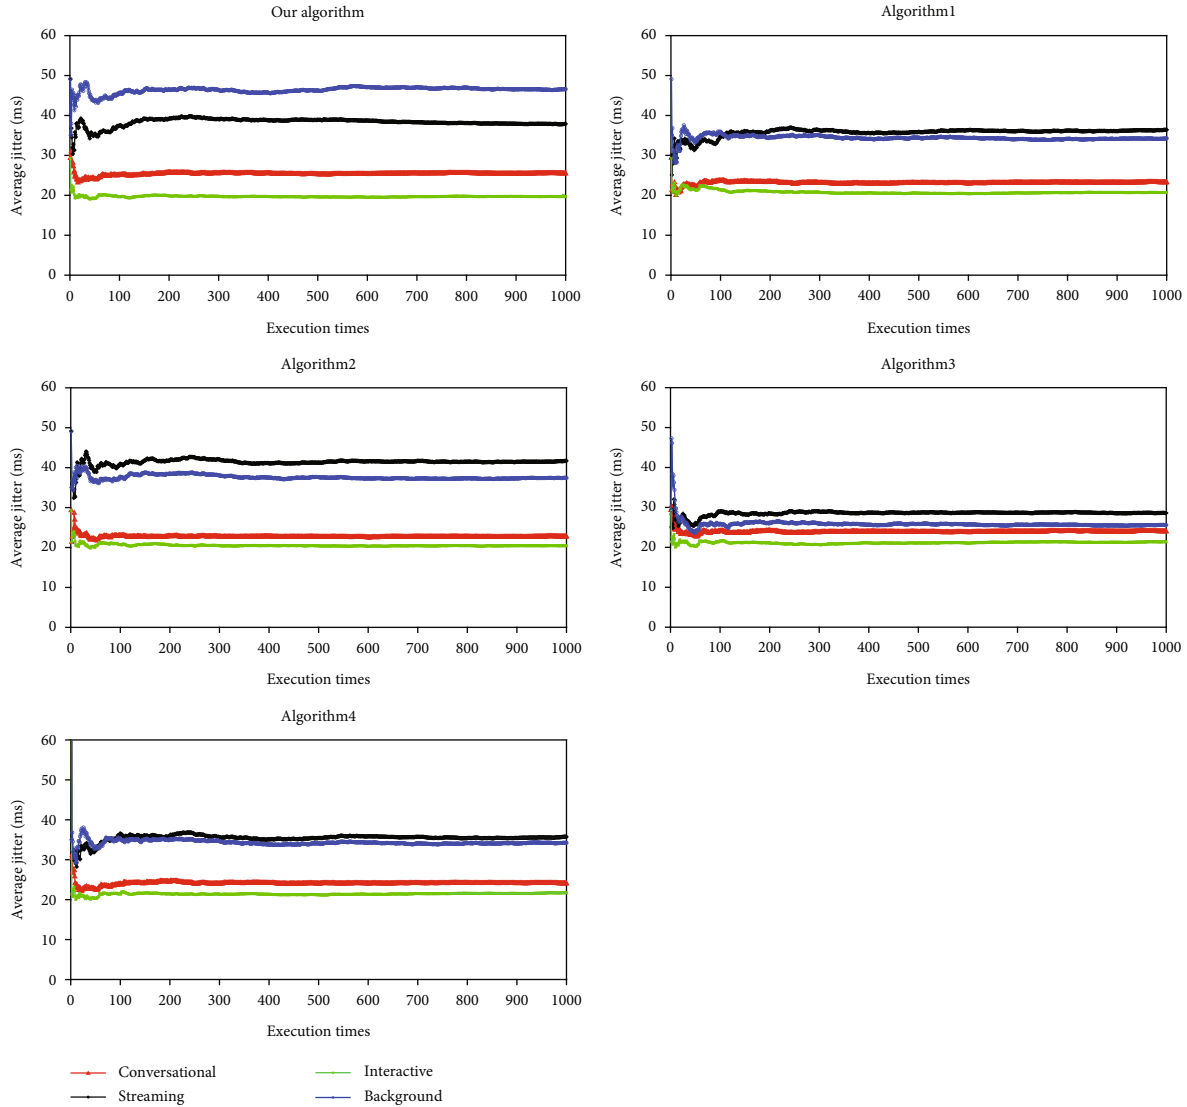 Our algorithm
Average jitter (ms)
60
50
40
30
20
10
0
0 100 200 300 400 500 600 700 800 900 1000
Execution times
Algorithm1
Average jitter (ms)
60
50
40
30
20
10
0
0 100 200 300 400 500 600 700 800 900 1000
Execution times
Algorithm2
Average jitter (ms)
60
50
40
30
20
10
0
0 100 200 300 400 500 600 700 800 900 1000
Execution times
Algorithm3
Average jitter (ms)
60
50
40
30
20
10
0
0 100 200 300 400 500 600 700 800 900 1000
Execution times
Algorithm4
Average jitter (ms)
60
50
40
30
20
10
0
0 100 200 300 400 500 600 700 800 900 1000
Execution times
Conversational
Streaming
Interactive
Background